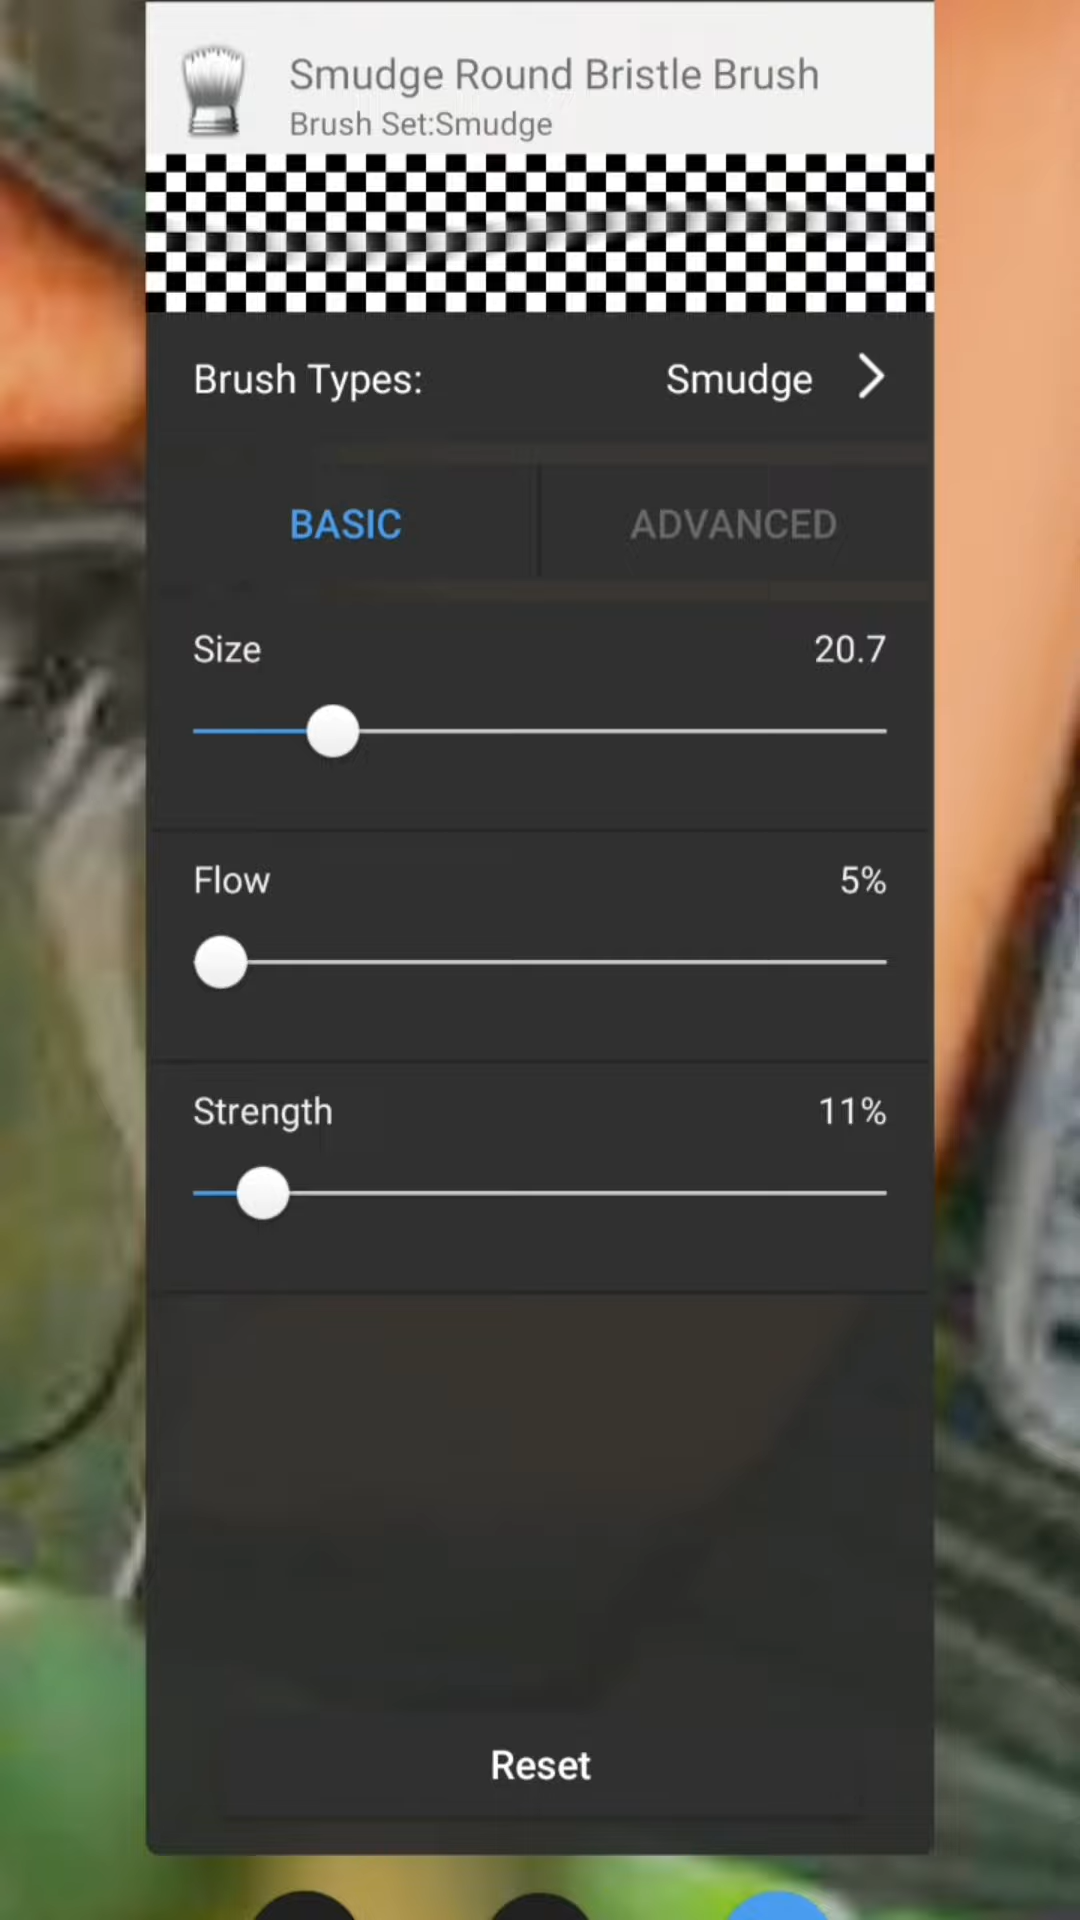 Smudge Round Bristle Brush
Brush Set:Smudge
Brush Types: Smudge
BASIC ADVANCED
Size 20.7
Flow 5%
Strength 11%
Reset